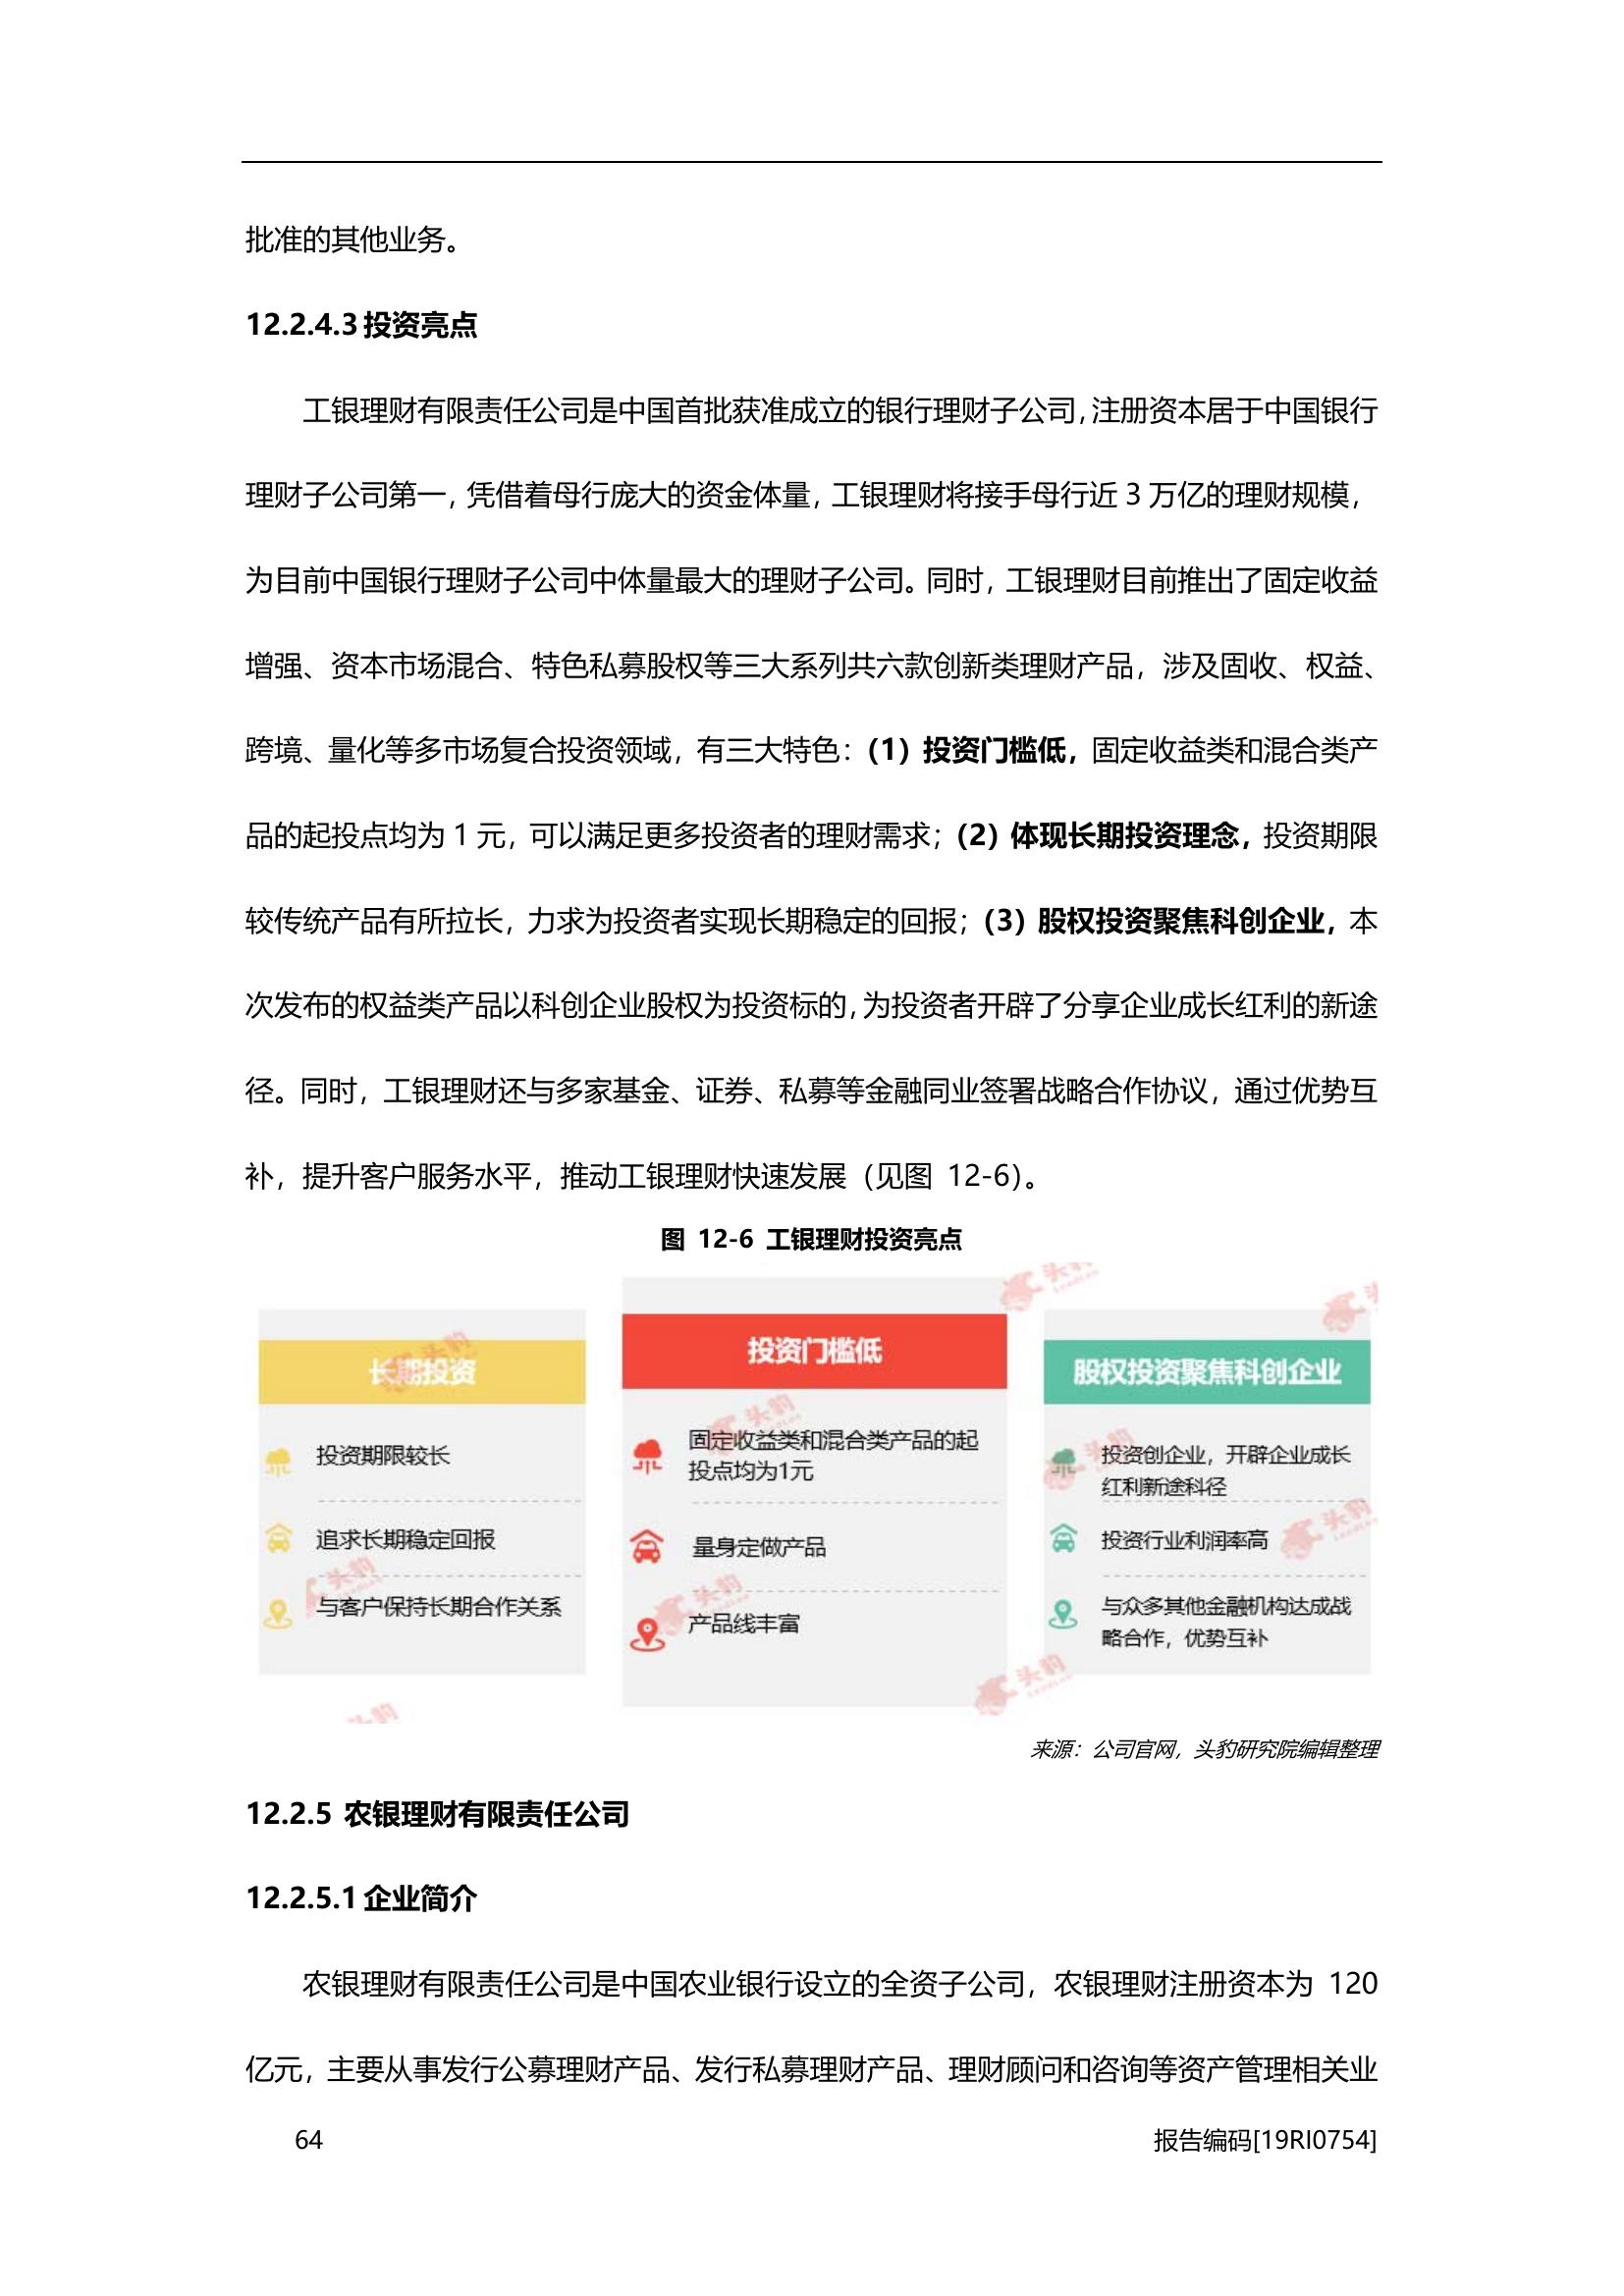 批准的其他业务。
12.2.4.3投资亮点
工银理财有限责任公司是中国首批获准成立的银行理财子公司，注册资本居于中国银行
理财子公司第一，凭借着母行庞大的资金体量，工银理财将接手母行近 3 万亿的理财规模，
为目前中国银行理财子公司中体量最大的理财子公司。同时，工银理财目前推出了固定收益
增强、资本市场混合、特色私募股权等三大系列共六款创新类理财产品，涉及固收、权益、
跨境、量化等多市场复合投资领域，有三大特色：（1）投资门槛低，固定收益类和混合类产
品的起投点均为 1 元，可以满足更多投资者的理财需求；（2）体现长期投资理念，投资期限
较传统产品有所拉长，力求为投资者实现长期稳定的回报；（3）股权投资聚焦科创企业，本
次发布的权益类产品以科创企业股权为投资标的，为投资者开辟了分享企业成长红利的新途
径。同时，工银理财还与多家基金、证券、私募等金融同业签署战略合作协议，通过优势互
补，提升客户服务水平，推动工银理财快速发展（见图 12-6）。
图 12-6 工银理财投资亮点
长期投资
投资期限较长
追求长期稳定回报
与客户保持长期合作关系
投资门槛低
固定收益类和混合类产品的起
投点均为1元
量身定做产品
产品线丰富
股权投资聚焦科创企业
投资创企业，开辟企业成长
红利新途科径
投资行业利润率高
与众多其他金融机构达成战
略合作，优势互补
头豹
头豹
头豹
头豹
头豹
头豹
头豹
头豹
来源：公司官网，头豹研究院编辑整理
12.2.5 农银理财有限责任公司
12.2.5.1企业简介
农银理财有限责任公司是中国农业银行设立的全资子公司，农银理财注册资本为 120
亿元，主要从事发行公募理财产品、发行私募理财产品、理财顾问和咨询等资产管理相关业
64
报告编码[19RI0754]